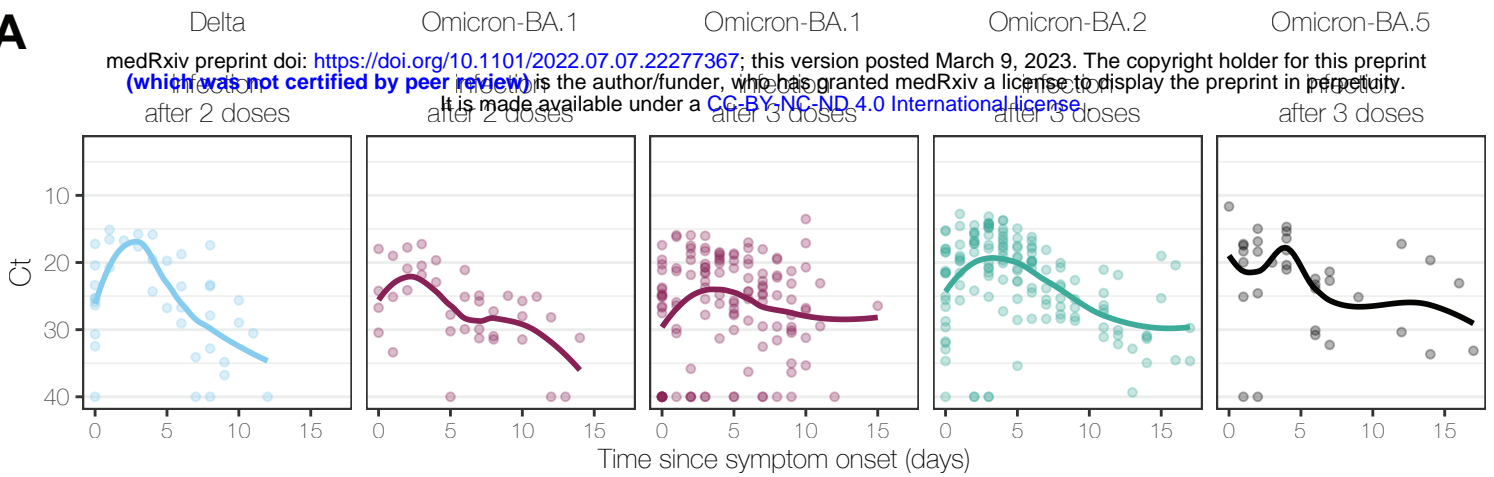 A
Delta Omicron-BA.1 Omicron-BA.1 Omicron-BA.2 Omicron-BA.5
medRxiv preprint doi: https://doi.org/10.1101/2022.07.07.22277367; this version posted March 9, 2023. The copyright holder for this preprint
(which was not certified by peer review) is the author/funder, who has granted medRxiv a license to display the preprint in perpetuity.
infection infection infection infection infection
It is made available under a CC-BY-NC-ND 4.0 International license.
after 2 doses after 2 doses after 3 doses after 3 doses after 3 doses
Ct
10
20
30
40
0 5 10 15 0 5 10 15 0 5 10 15 0 5 10 15 0 5 10 15
Time since symptom onset (days)